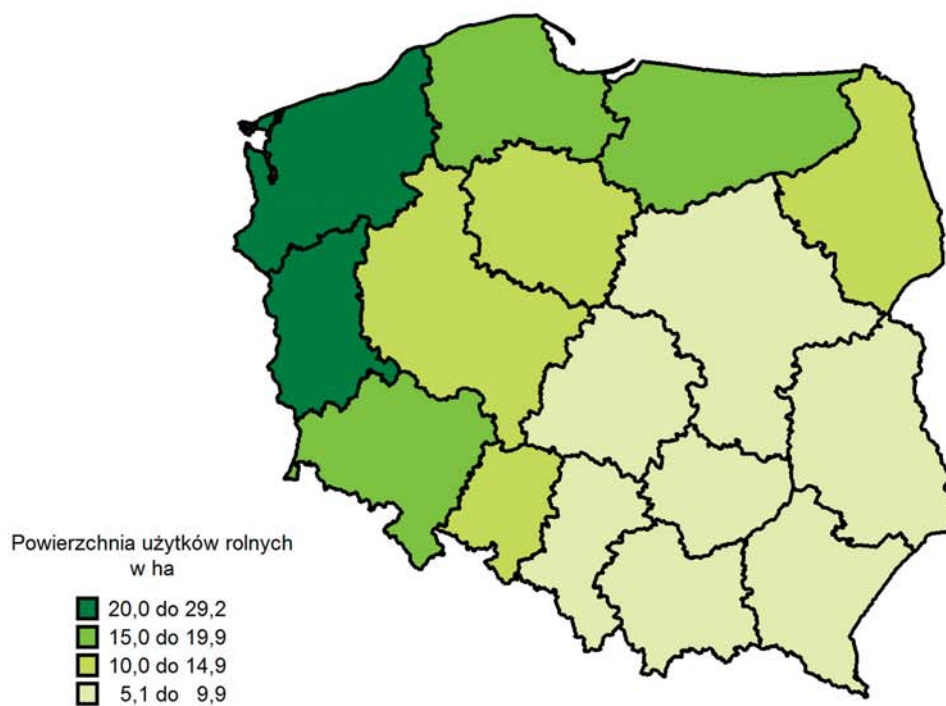 Powierzchnia użytków rolnych
w ha
20,0 do 29,2
15,0 do 19,9
10,0 do 14,9
5,1 do 9,9